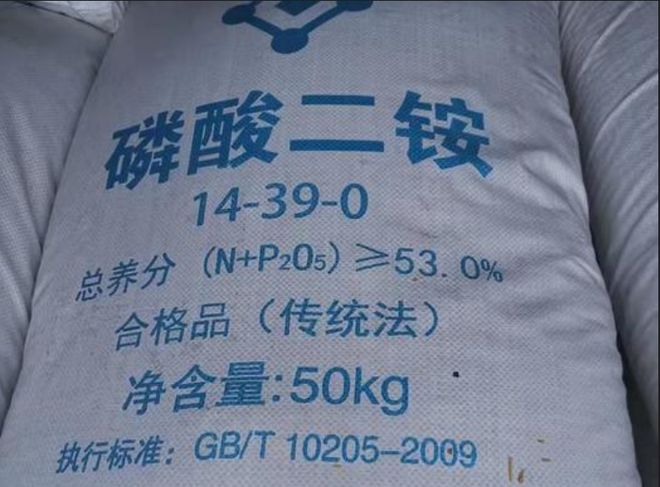 磷酸二铵
14-39-0
总养分（N+P₂O₅）≥53.0%
合格品（传统法）
净含量:50kg
执行标准：GB/T 10205-2009